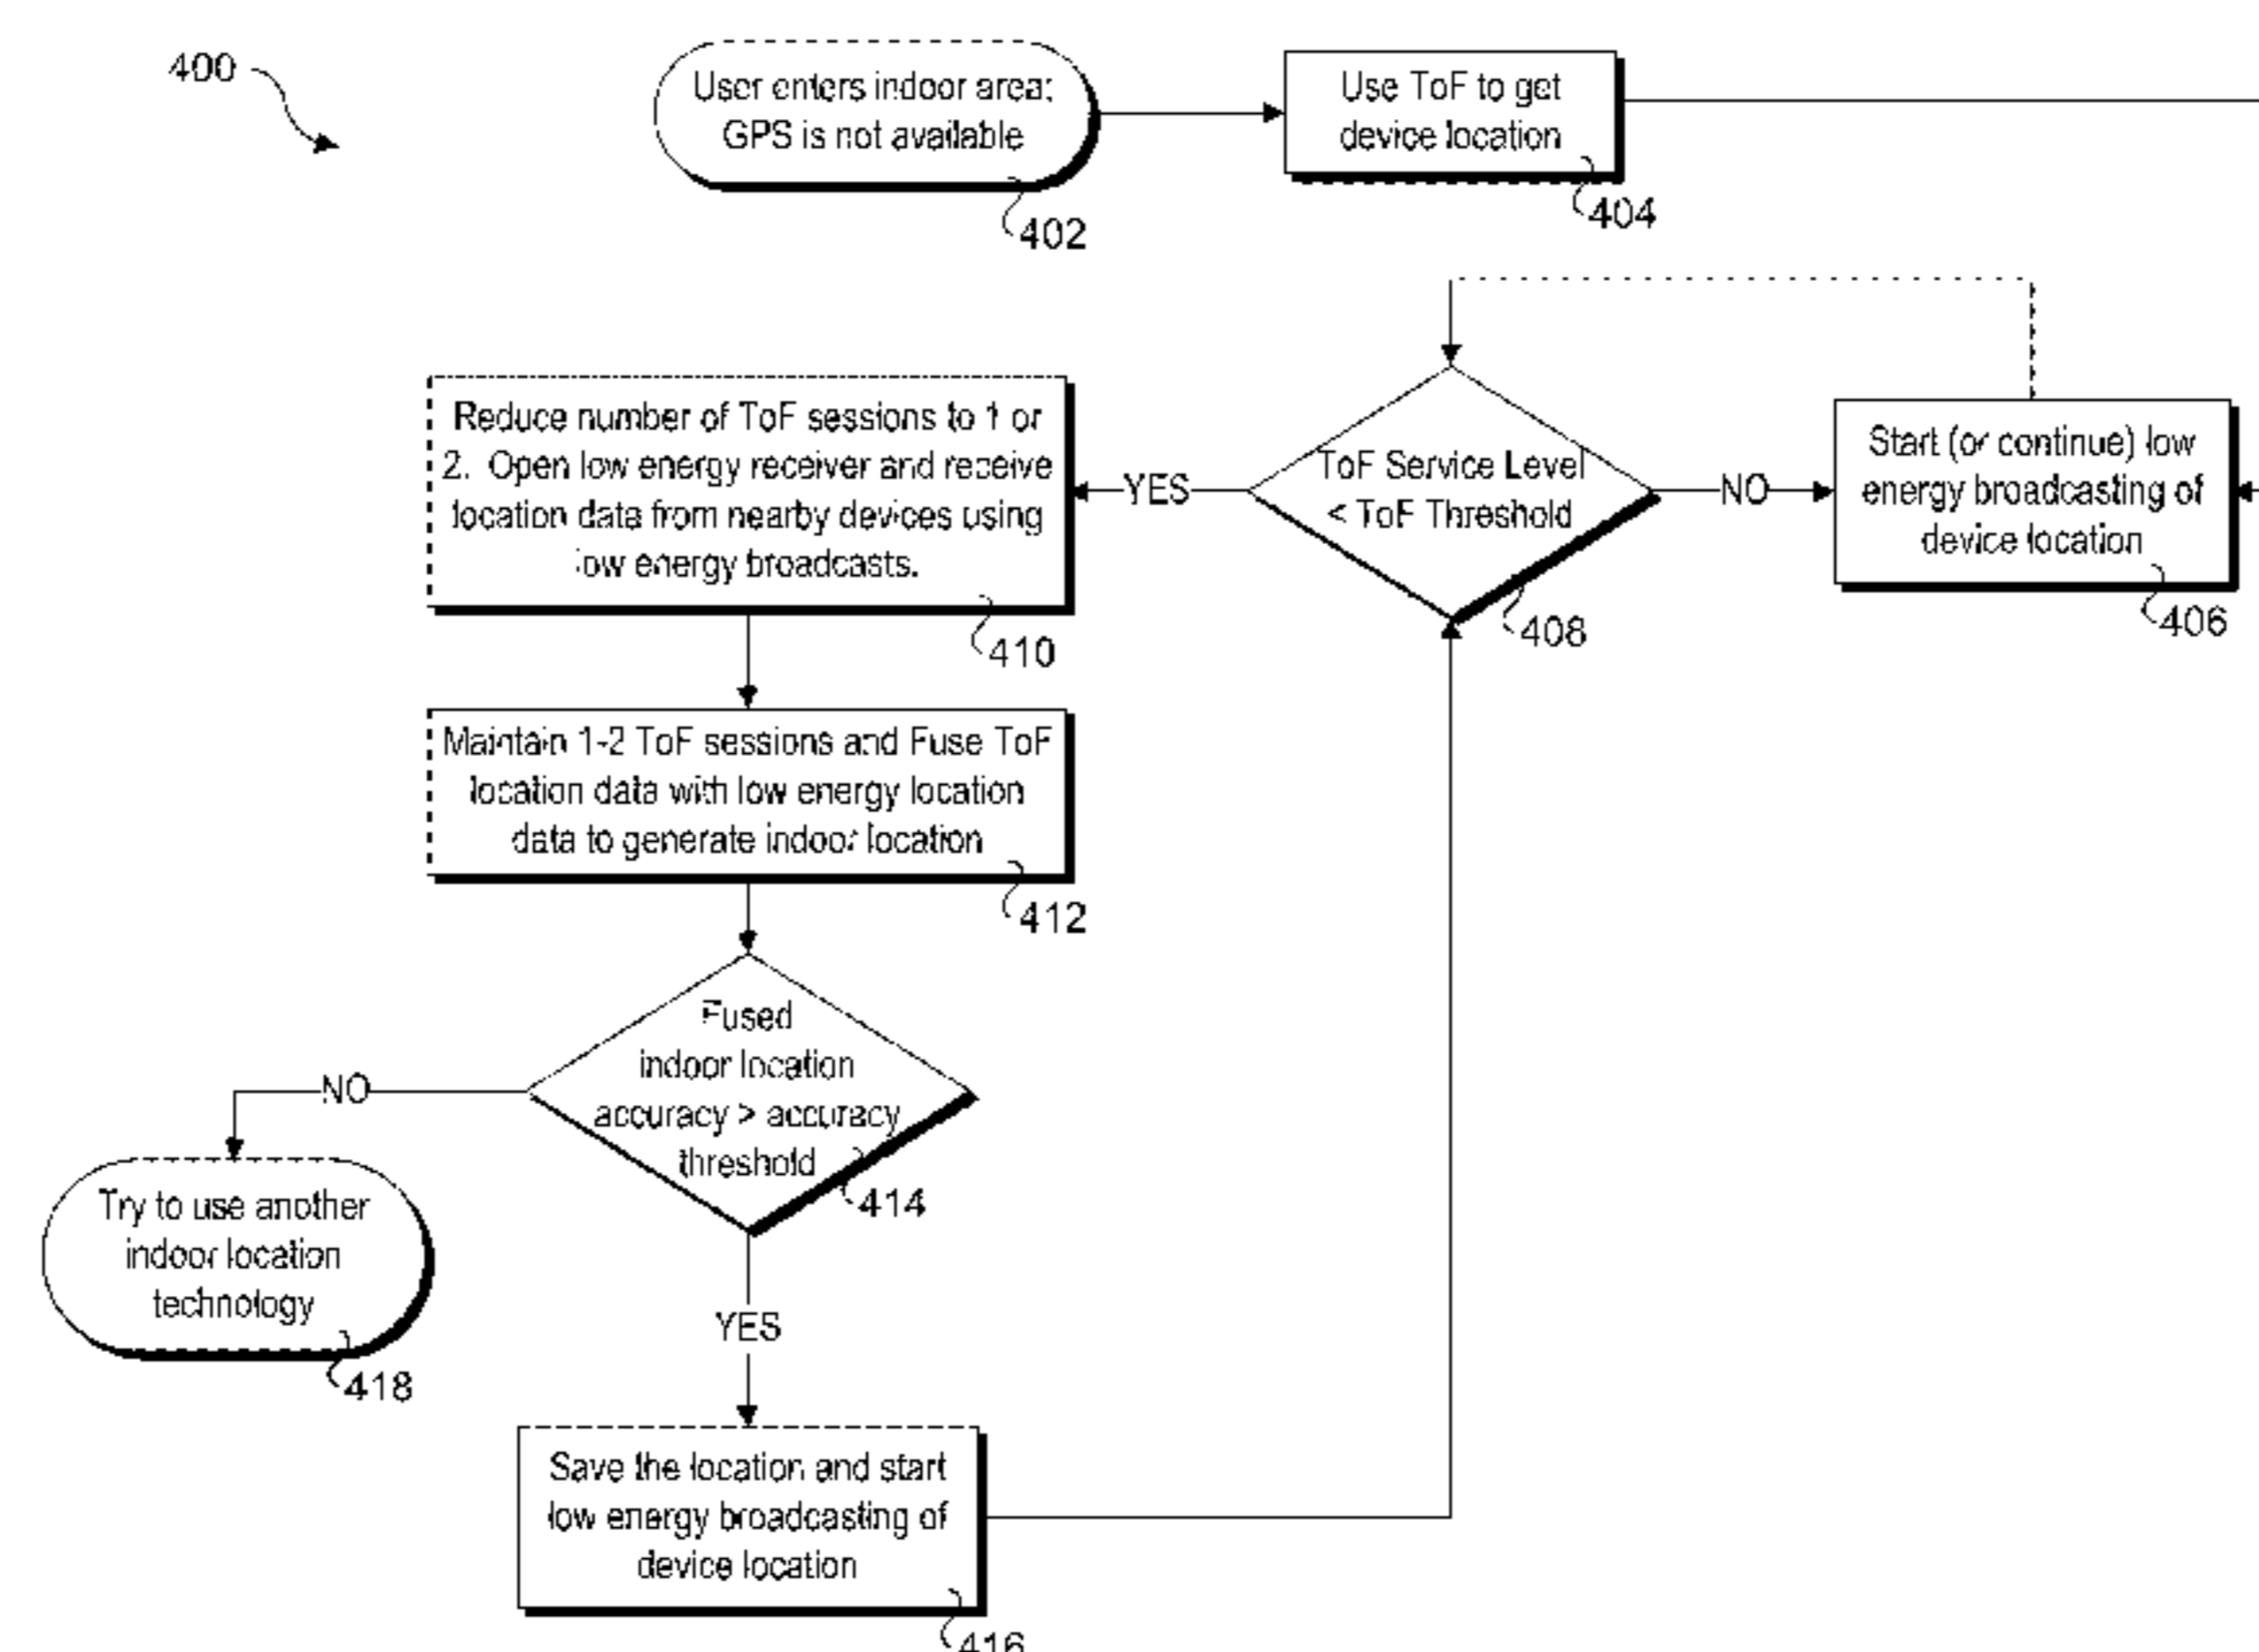 400
User enters indoor area;
GPS is not available
402
Use ToF to get
device location
404
Start (or continue) low
energy broadcasting of
device location
406
ToF Service Level
< ToF Threshold
408
NO
YES
Reduce number of ToF sessions to 1 or
2. Open low energy receiver and receive
location data from nearby devices using
low energy broadcasts.
410
Maintain 1-2 ToF sessions and Fuse ToF
location data with low energy location
data to generate indoor location
412
Fused
indoor location
accuracy > accuracy
threshold
414
NO
Try to use another
indoor location
technology
418
YES
Save the location and start
low energy broadcasting of
device location
416